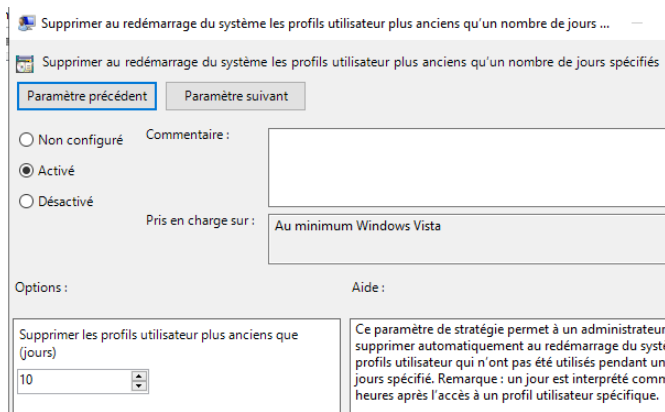 Supprimer au redémarrage du système les profils utilisateur plus anciens qu'un nombre de jours ...
Supprimer au redémarrage du système les profils utilisateur plus anciens qu'un nombre de jours spécifiés
Paramètre précédent
Paramètre suivant
Non configuré
Commentaire :
Activé
Désactivé
Pris en charge sur :
Au minimum Windows Vista
Options :
Aide :
Supprimer les profils utilisateur plus anciens que
(jours)
10
Ce paramètre de stratégie permet à un administrateur
supprimer automatiquement au redémarrage du
profils utilisateur qui n'ont pas été utilisés pendant un
jours spécifié. Remarque : un jour est interprété
heures après l'accès à un profil utilisateur spécifique.